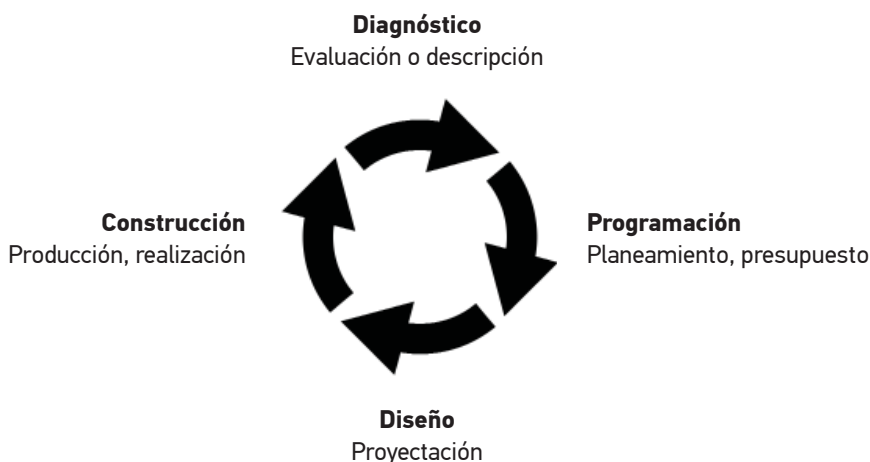 Diagnóstico
Evaluación o descripción
Construcción
Producción, realización
Programación
Planeamiento, presupuesto
Diseño
Proyectación